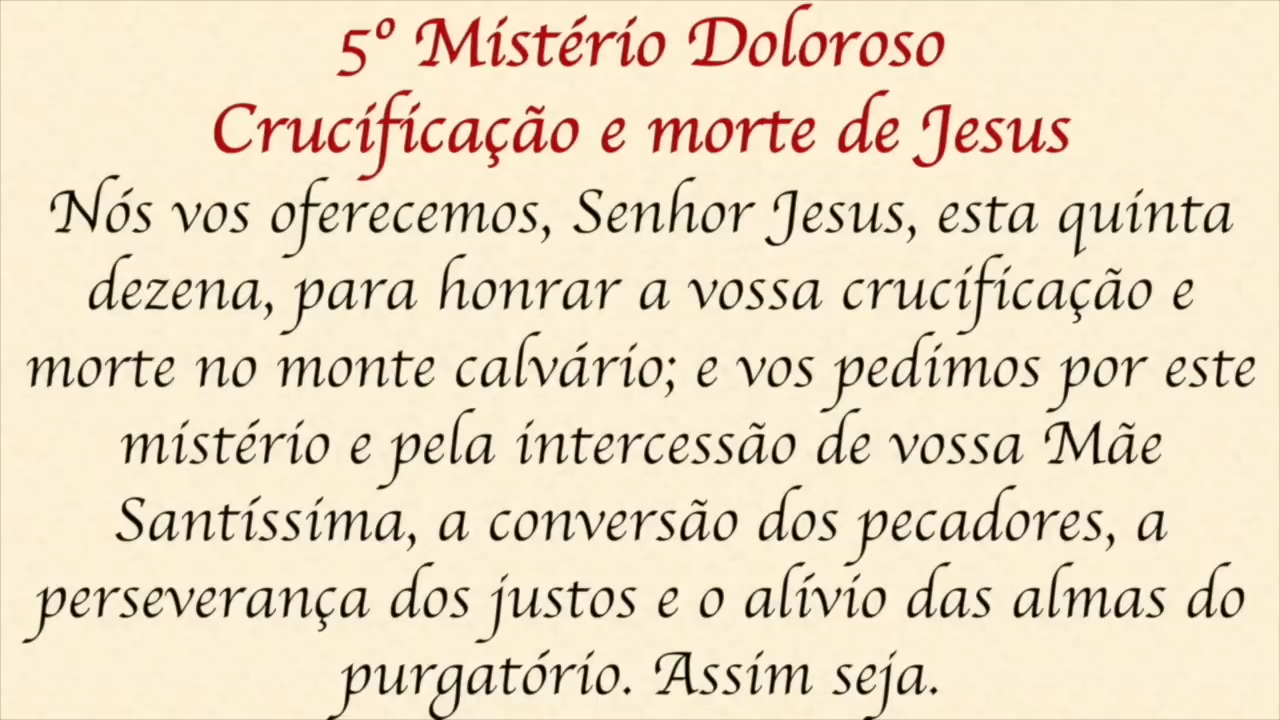 5º Mistério Doloroso
Crucificação e morte de Jesus
Nós vos oferecemos, Senhor Jesus, esta quinta
dezena, para honrar a vossa crucificação e
morte no monte calvário; e vos pedimos por este
mistério e pela intercessão de vossa Mãe
Santíssima, a conversão dos pecadores, a
perseverança dos justos e o alívio das almas do
purgatório. Assim seja.